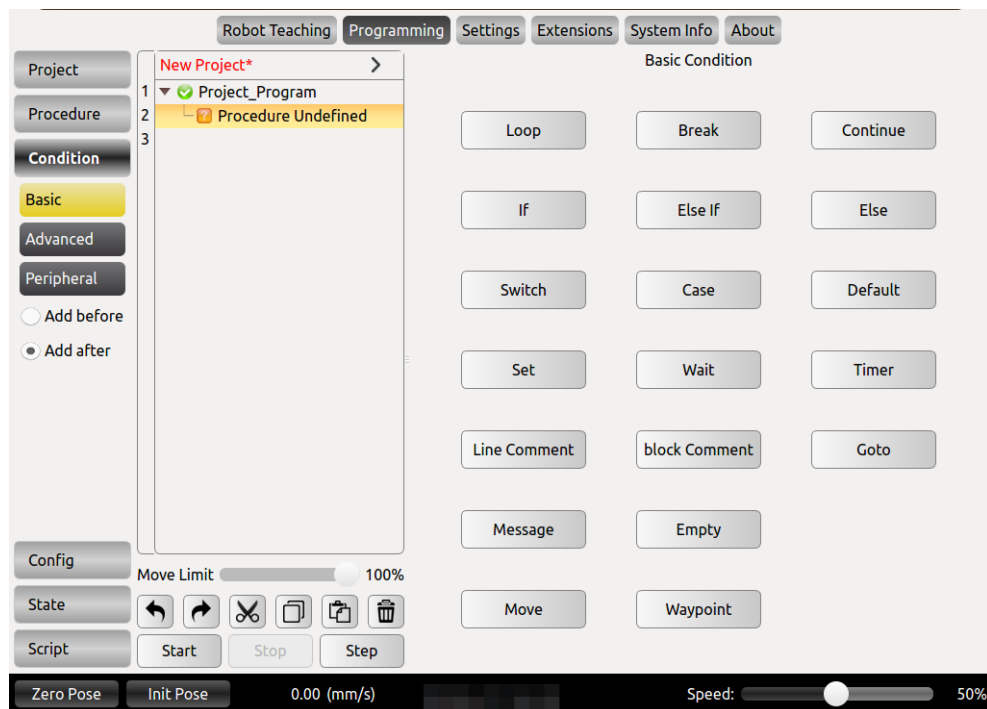 Robot Teaching Programming Settings Extensions System Info About
Project
Procedure
Condition
Basic
Advanced
Peripheral
Add before
Add after
Config
State
Script
New Project* >
1 Project_Program
2 Procedure Undefined
3
Move Limit 100%
Start Stop Step
Basic Condition
Loop Break Continue
If Else If Else
Switch Case Default
Set Wait Timer
Line Comment block Comment Goto
Message Empty
Move Waypoint
Zero Pose Init Pose 0.00 (mm/s) Speed: 50%